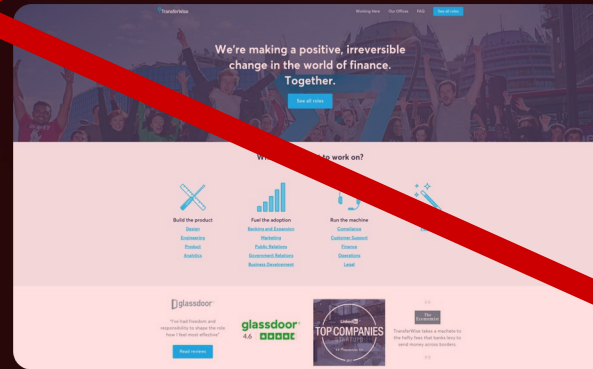 TransferWise
Working Here Our Offices FAQ See all roles
We're making a positive, irreversible
change in the world of finance.
Together.
See all roles
to work on?
Build the product
Design
Engineering
Product
Analytics
Fuel the adoption
Banking and Expansion
Marketing
Public Relations
Government Relations
Business Development
Run the machine
Compliance
Customer Support
Finance
Operations
Legal
glassdoor
"I've had freedom and
responsibility to shape the role
how I feel most effective"
Read reviews
glassdoor
4.6
LinkedIn
TOP COMPANIES
STARTUPS
The
Economist
TransferWise takes a machete to
the hefty fees that banks levy to
send money across borders.